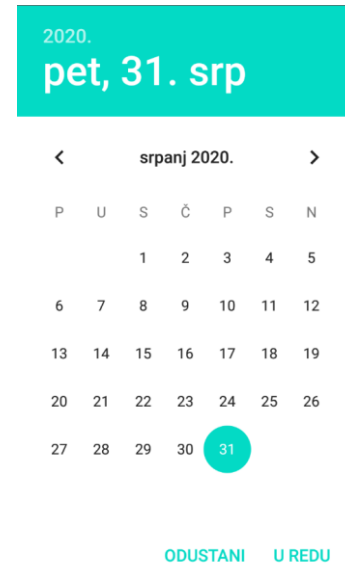 2020.
pet, 31. srp
srpanj 2020.
P U S Č P S N
1 2 3 4 5
6 7 8 9 10 11 12
13 14 15 16 17 18 19
20 21 22 23 24 25 26
27 28 29 30 31
ODUSTANI U REDU